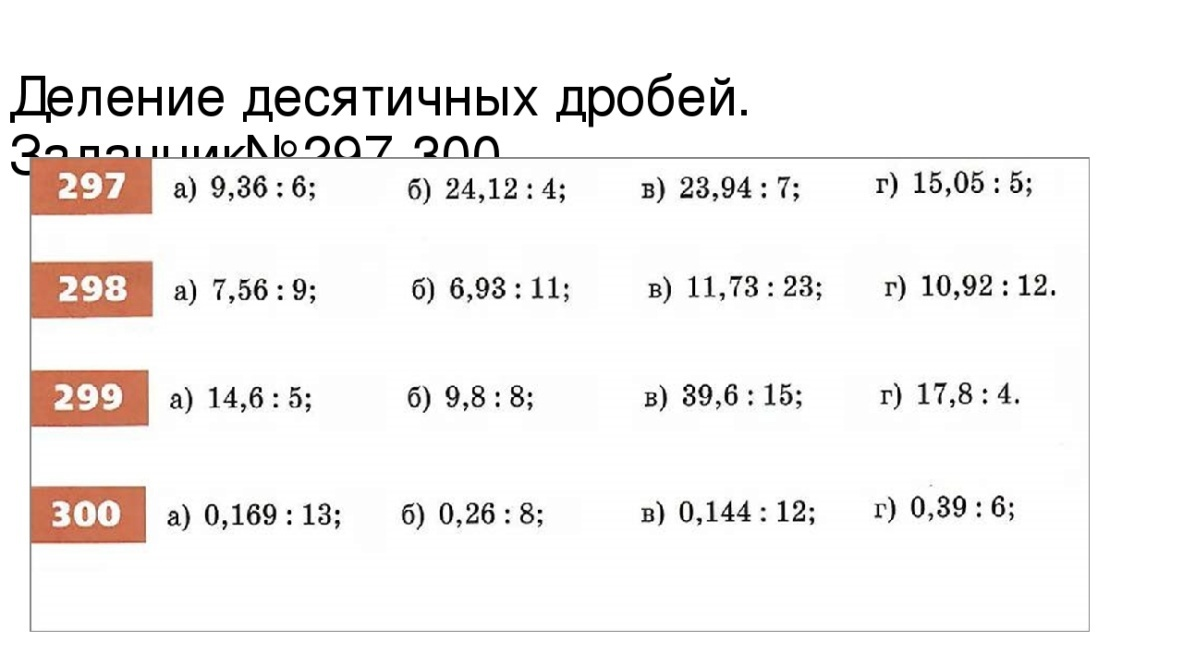 Деление десятичных дробей.
Задачник№297-300
297 а) 9,36 : 6; б) 24,12 : 4; в) 23,94 : 7; г) 15,05 : 5;
298 а) 7,56 : 9; б) 6,93 : 11; в) 11,73 : 23; г) 10,92 : 12.
299 а) 14,6 : 5; б) 9,8 : 8; в) 39,6 : 15; г) 17,8 : 4.
300 а) 0,169 : 13; б) 0,26 : 8; в) 0,144 : 12; г) 0,39 : 6;